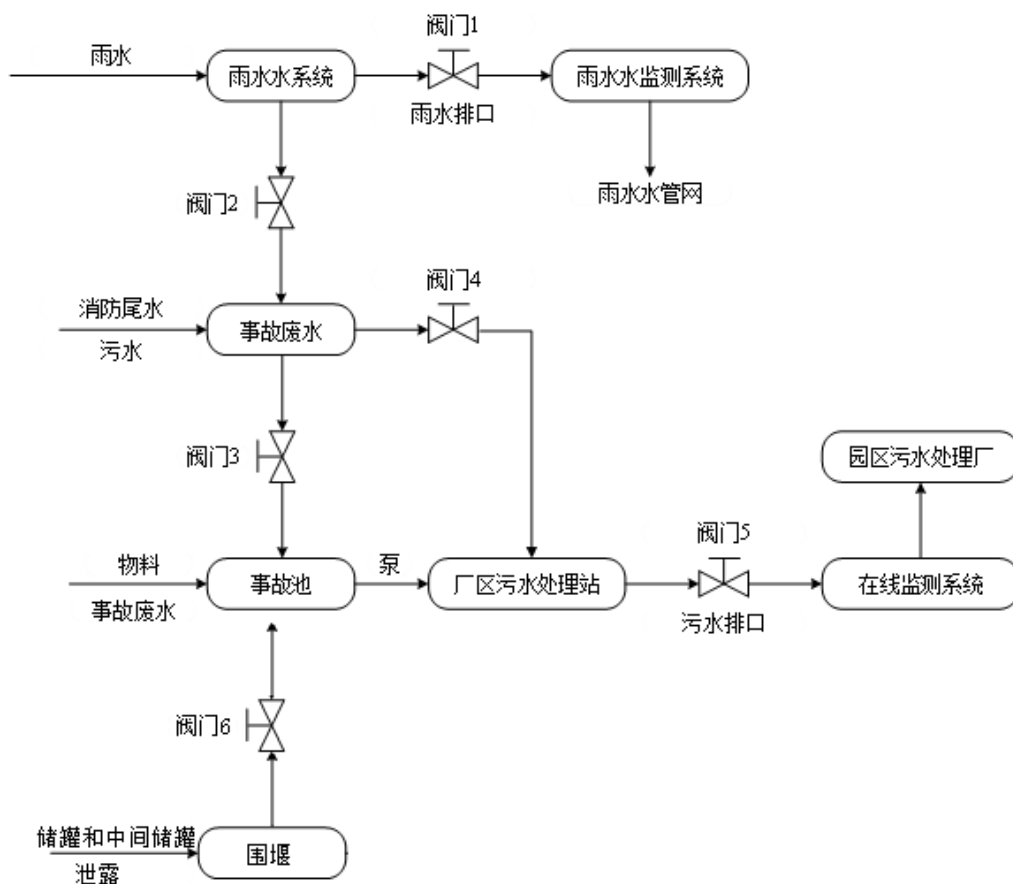 阀门1
雨水
雨水水系统
雨水水监测系统
雨水排口
阀门2
雨水水管网
阀门4
消防尾水
事故废水
污水
阀门3
园区污水处理厂
阀门5
物料
泵
事故池
厂区污水处理站
在线监测系统
事故废水
污水排口
阀门6
储罐和中间储罐
围堰
泄露